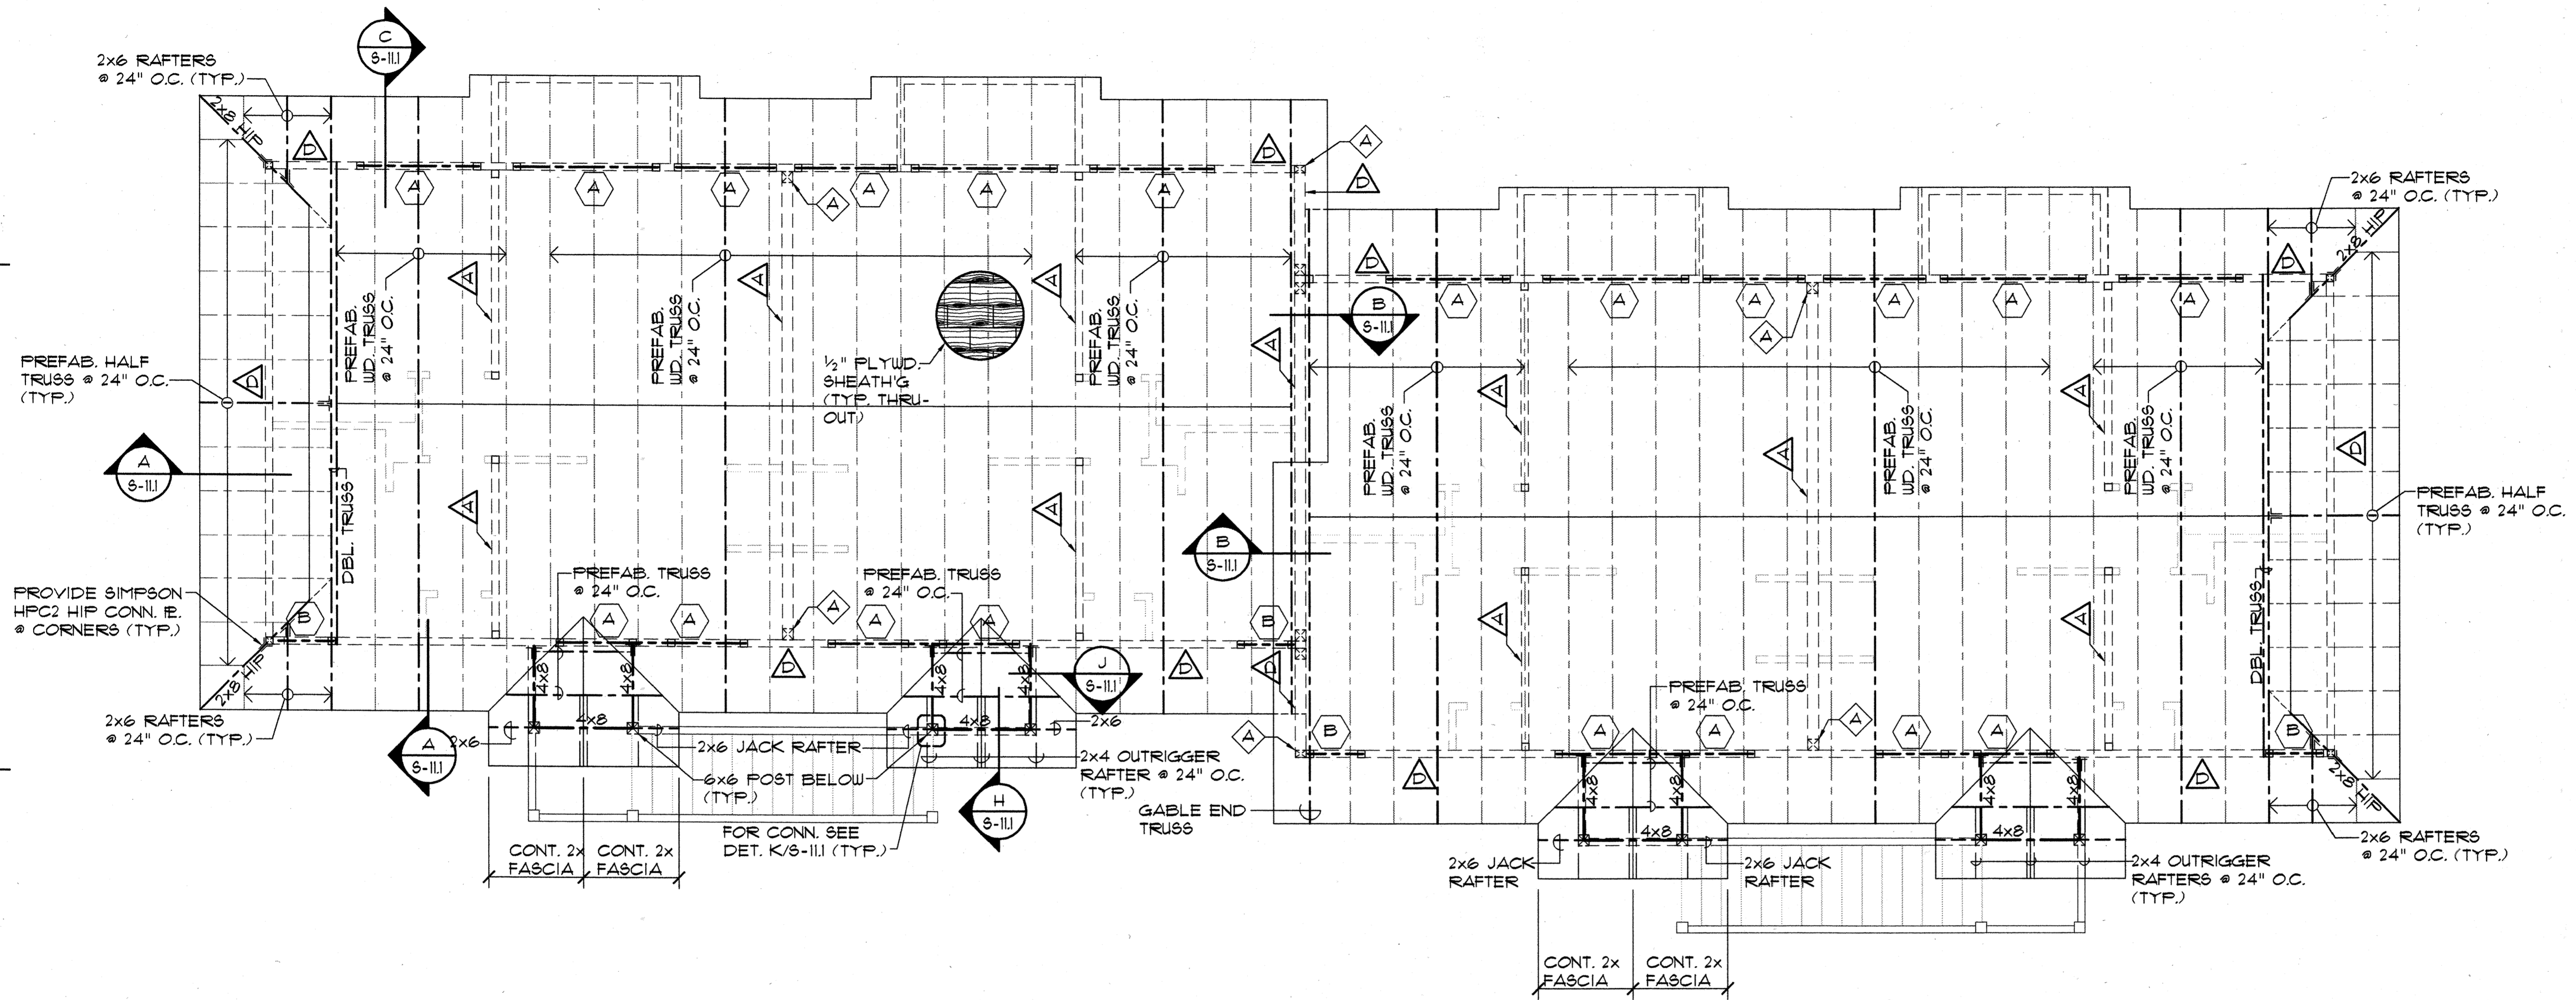 C
S-11.1
2x6 RAFTERS
@ 24" O.C. (TYP.)
2x8 HIP
D
D
A
D
A
A
A
A
A
A
A
2x6 RAFTERS
@ 24" O.C. (TYP.)
2x8 HIP
D
D
A
A
A
PREFAB.
WD. TRUSS
@ 24" O.C.
PREFAB.
WD. TRUSS
@ 24" O.C.
PREFAB.
WD. TRUSS
@ 24" O.C.
A
A
A
A
A
A
A
B
S-11.1
A
A
½" PLYWD.
SHEATH'G
(TYP. THRU-
OUT)
PREFAB. HALF
TRUSS @ 24" O.C.
(TYP.)
D
A
A
PREFAB.
WD. TRUSS
@ 24" O.C.
PREFAB.
WD. TRUSS
@ 24" O.C.
PREFAB.
WD. TRUSS
@ 24" O.C.
D
A
A
S-11.1
DBL. TRUSS
A
A
B
S-11.1
PREFAB. HALF
TRUSS @ 24" O.C.
(TYP.)
PROVIDE SIMPSON
HPC2 HIP CONN. PL.
@ CORNERS (TYP.)
B
PREFAB. TRUSS
@ 24" O.C.
PREFAB. TRUSS
@ 24" O.C.
A
A
A
A
A
B
A
A
DBL. TRUSS
2x8 HIP
4x8
4x8
D
4x8
4x8
J
S-11.1
D
D
PREFAB. TRUSS
@ 24" O.C.
2x6 RAFTERS
@ 24" O.C. (TYP.)
A
S-11.1
2x6
4x8
2x6 JACK RAFTER
4x8
2x6
6x6 POST BELOW
(TYP.)
2x4 OUTRIGGER
RAFTER @ 24" O.C.
(TYP.)
H
S-11.1
FOR CONN. SEE
DET. K/S-11.1 (TYP.)
GABLE END
TRUSS
A
B
A
A
A
A
A
B
D
4x8
4x8
4x8
4x8
D
2x8 HIP
4x8
4x8
2x6 JACK
RAFTER
2x6 JACK
RAFTER
2x4 OUTRIGGER
RAFTERS @ 24" O.C.
(TYP.)
2x6 RAFTERS
@ 24" O.C. (TYP.)
CONT. 2x
FASCIA
CONT. 2x
FASCIA
CONT. 2x
FASCIA
CONT. 2x
FASCIA